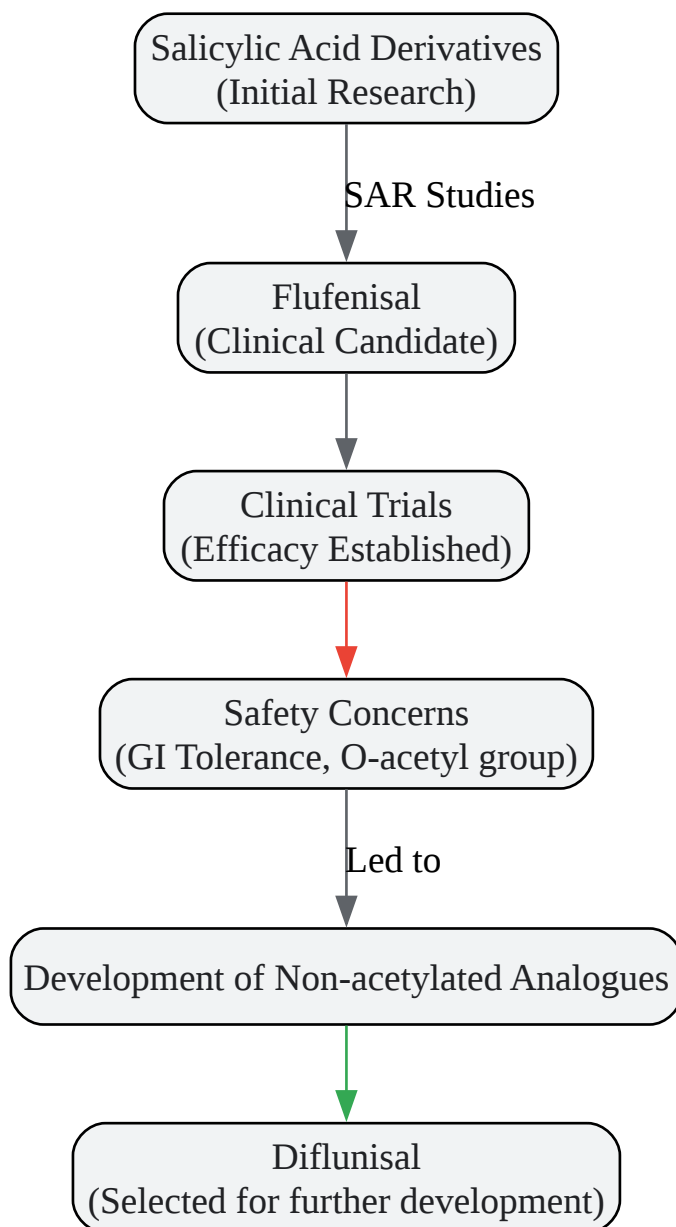 Salicylic Acid Derivatives
(Initial Research)
SAR Studies
Flufenisal
(Clinical Candidate)
Clinical Trials
(Efficacy Established)
Safety Concerns
(GI Tolerance, O-acetyl group)
Led to
Development of Non-acetylated Analogues
Diflunisal
(Selected for further development)